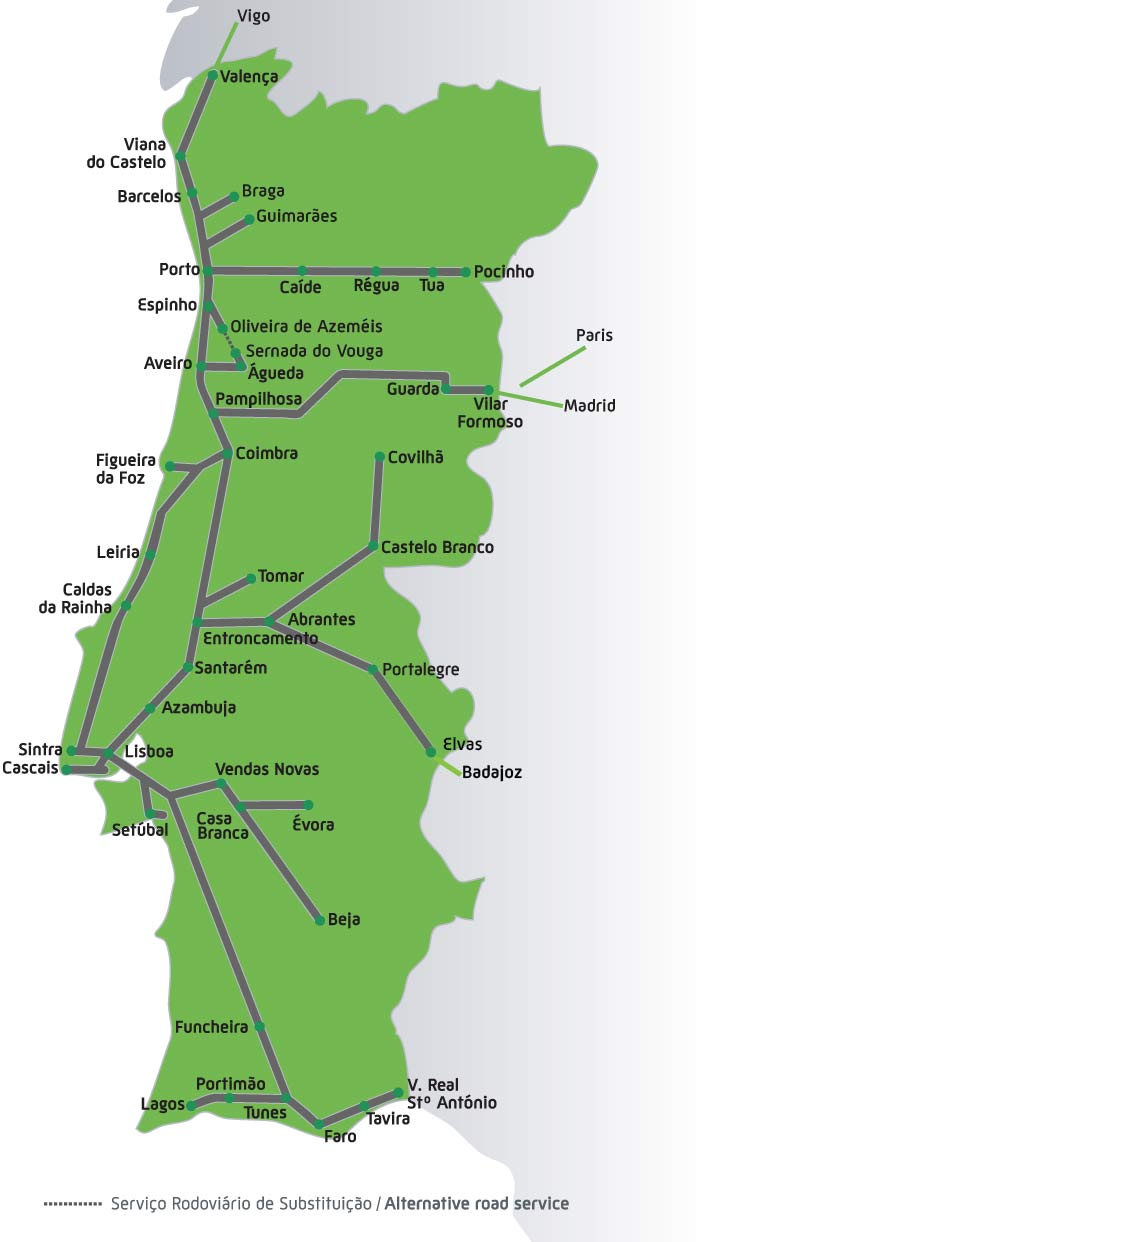 Vigo
Valença
Viana
do Castelo
Barcelos
Braga
Guimarães
Porto
Caíde
Régua
Tua
Pocinho
Espinho
Oliveira de Azeméis
Paris
Sernada do Vouga
Aveiro
Águeda
Guarda
Pampilhosa
Vilar
Formoso
Madrid
Coimbra
Covilhã
Figueira
da Foz
Leiria
Castelo Branco
Tomar
Caldas
da Rainha
Abrantes
Entroncamento
Santarém
Portalegre
Azambuja
Elvas
Sintra
Lisboa
Cascais
Vendas Novas
Badajoz
Casa
Branca
Évora
Setúbal
Beja
Funcheira
Portimão
V. Real
Stº António
Lagos
Tunes
Tavira
Faro
Serviço Rodoviário de Substituição / Alternative road service